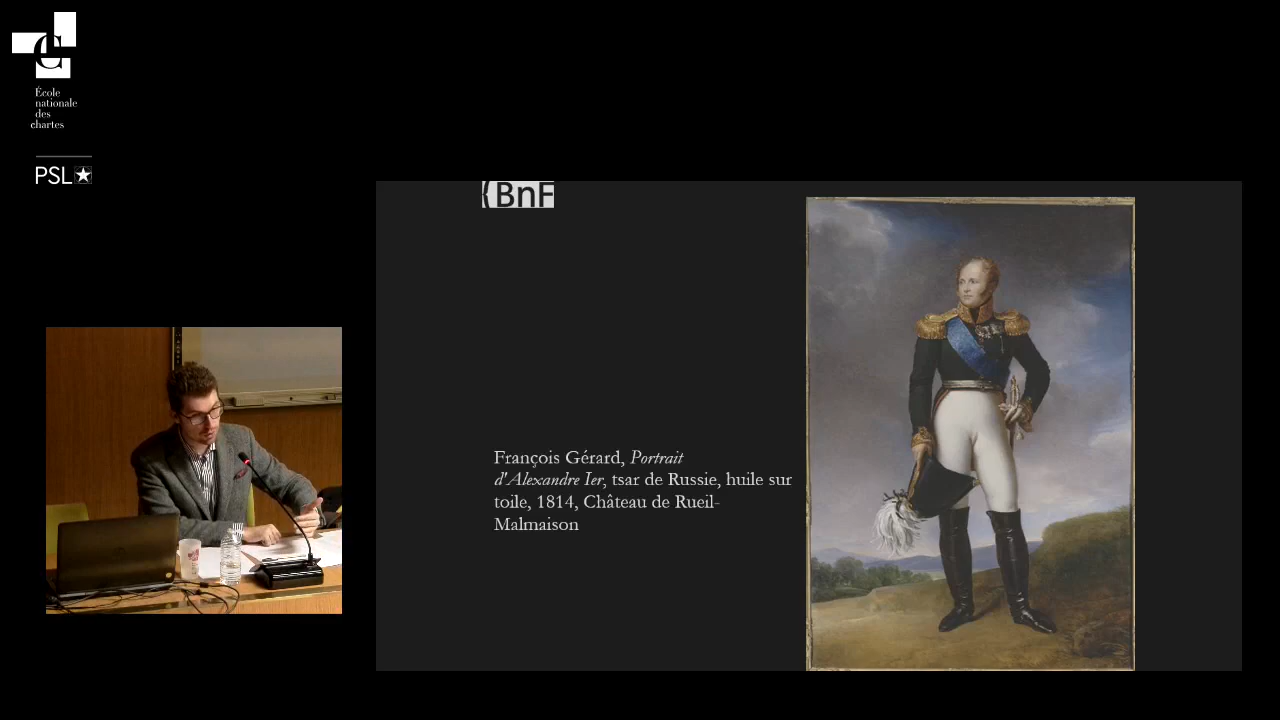 École
nationale
des
chartes
PSL
BnF
François Gérard, Portrait
d'Alexandre Ier, tsar de Russie, huile sur
toile, 1814, Château de Rueil-
Malmaison